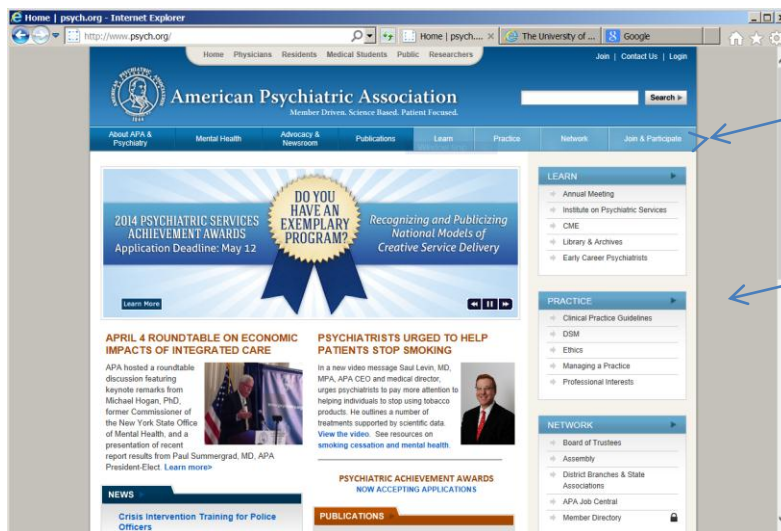 Home | psych.org - Internet Explorer
http://www.psych.org/
Home | psych....
The University of ...
Google
Home Physicians Residents Medical Students Public Researchers
Join | Contact Us | Login
American Psychiatric Association
Member Driven. Science Based. Patient Focused.
Search
About APA & Psychiatry
Mental Health
Advocacy & Newsroom
Publications
Learn
Practice
Network
Join & Participate
2014 PSYCHIATRIC SERVICES
ACHIEVEMENT AWARDS
Application Deadline: May 12
DO YOU
HAVE AN
EXEMPLARY
PROGRAM?
Recognizing and Publicizing
National Models of
Creative Service Delivery
Learn More
APRIL 4 ROUNDTABLE ON ECONOMIC
IMPACTS OF INTEGRATED CARE
APA hosted a roundtable
discussion featuring
keynote remarks from
Michael Hogan, PhD,
former Commissioner of
the New York State Office
of Mental Health, and a
presentation of recent
report results from Paul Summergrad, MD, APA
President-Elect. Learn more>
NEWS
Crisis Intervention Training for Police
Officers
PSYCHIATRISTS URGED TO HELP
PATIENTS STOP SMOKING
In a new video message Saul Levin, MD,
MPA, APA CEO and medical director,
urges psychiatrists to pay more attention to
helping individuals to stop using tobacco
products. He outlines a number of
treatments supported by scientific data.
View the video. See resources on
smoking cessation and mental health.
PSYCHIATRIC ACHIEVEMENT AWARDS
NOW ACCEPTING APPLICATIONS
PUBLICATIONS
LEARN
Annual Meeting
Institute on Psychiatric Services
CME
Library & Archives
Early Career Psychiatrists
PRACTICE
Clinical Practice Guidelines
DSM
Ethics
Managing a Practice
Professional Interests
NETWORK
Board of Trustees
Assembly
District Branches & State
Associations
APA Job Central
Member Directory